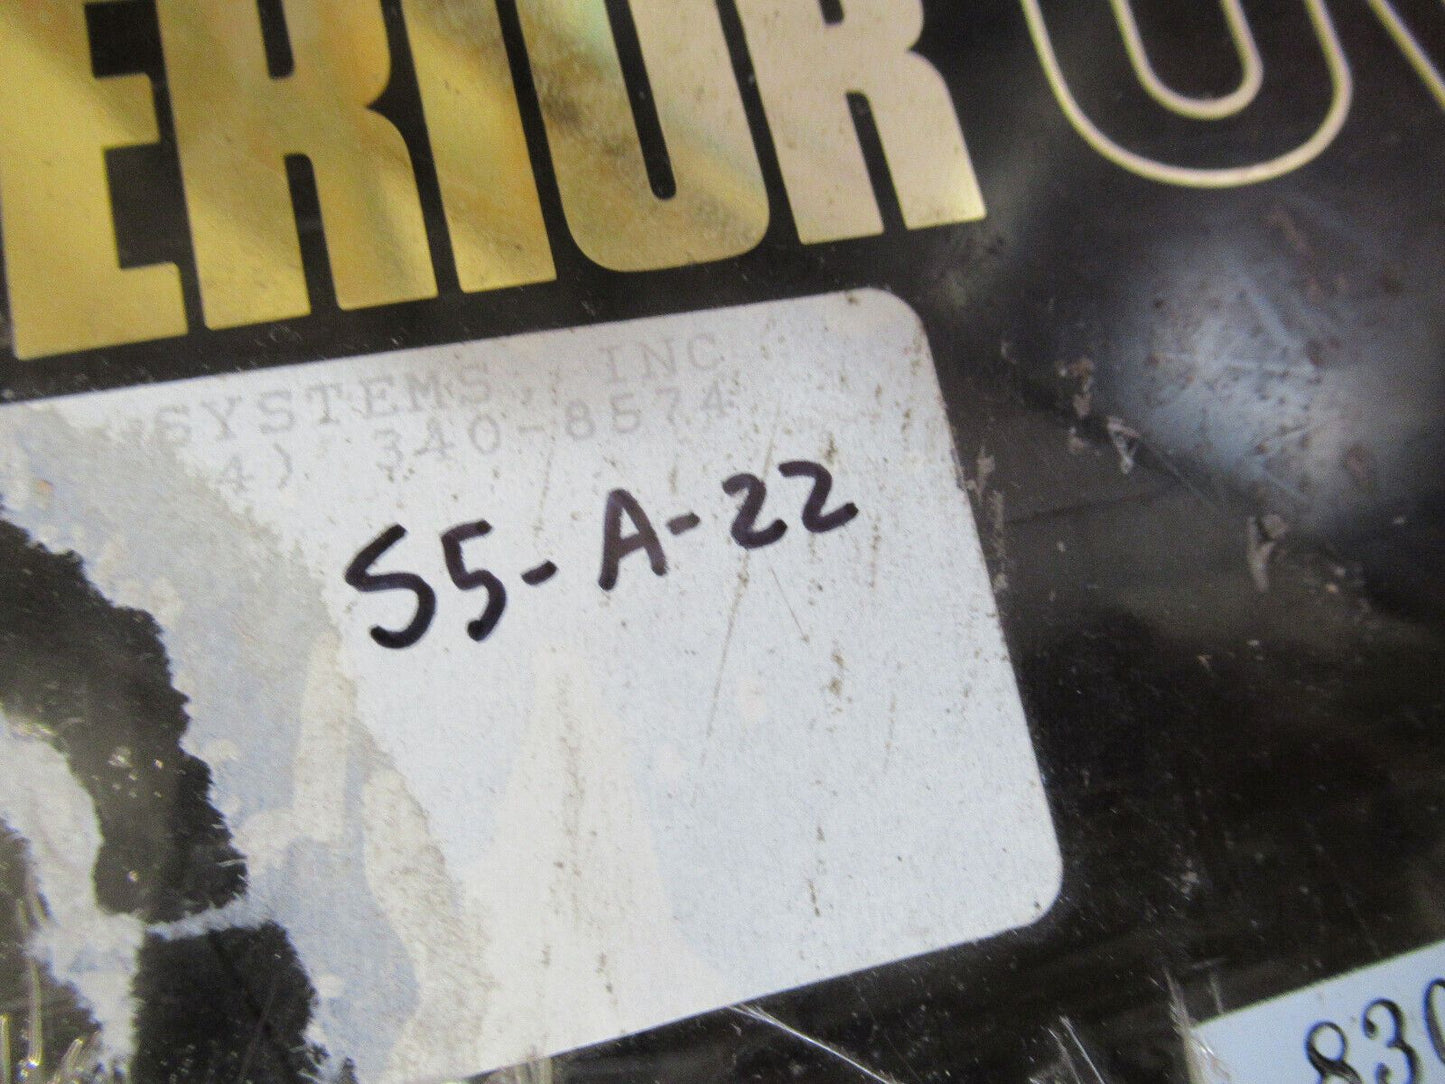 ERIOR
SYSTEMS, INC
4) 340-8574
S5-A-22
830